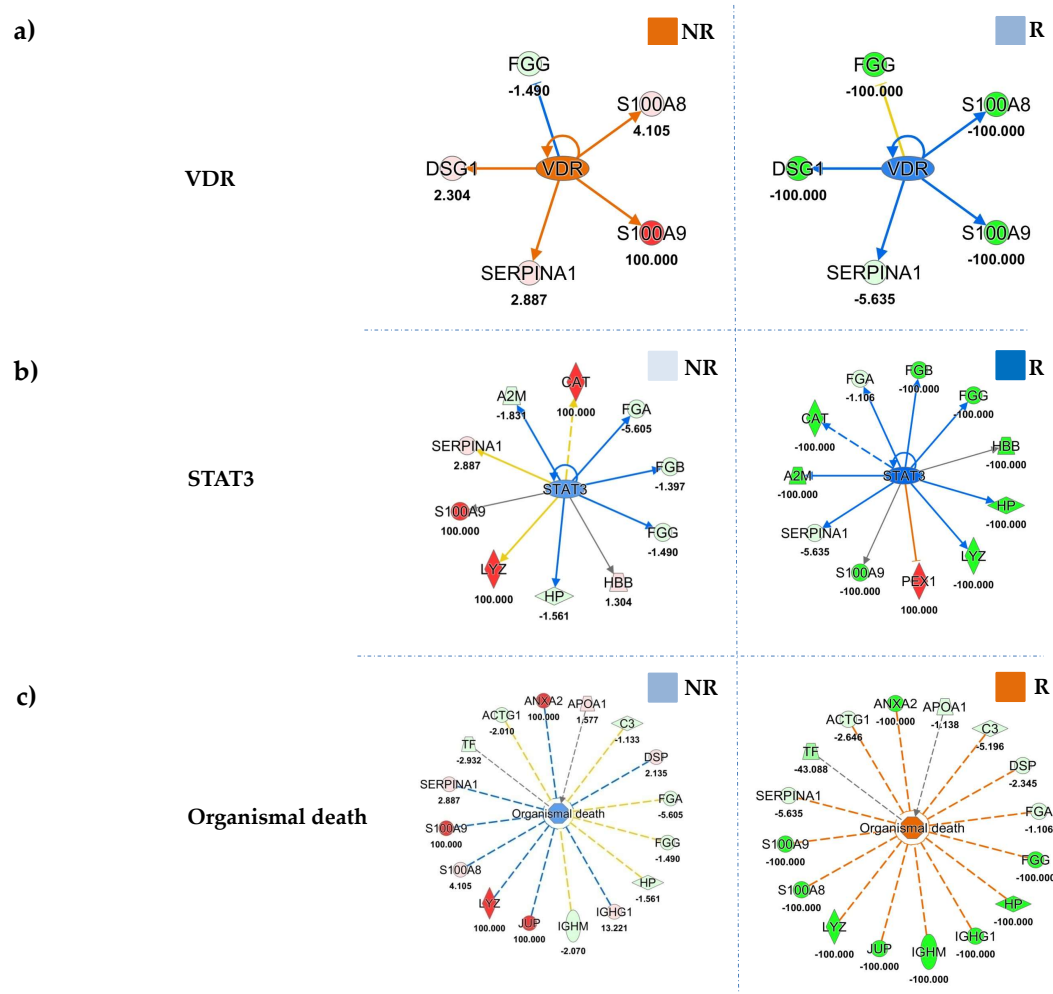 a)
VDR
NR
FGG
-1.490
S100A8
4.105
DSG1
2.304
VDR
S100A9
100.000
SERPINA1
2.887
R
FGG
-100.000
S100A8
-100.000
DSG1
-100.000
VDR
S100A9
-100.000
SERPINA1
-5.635
b)
STAT3
NR
CAT
100.000
A2M
-1.831
FGA
-5.605
SERPINA1
2.887
FGB
-1.397
STAT3
S100A9
100.000
FGG
-1.490
LYZ
100.000
HBB
1.304
HP
-1.561
R
FGB
-100.000
FGA
-1.106
FGG
-100.000
CAT
-100.000
HBB
-100.000
A2M
-100.000
STAT3
HP
-100.000
SERPINA1
-5.635
LYZ
-100.000
S100A9
-100.000
PEX1
100.000
c)
Organismal death
NR
ANXA2
100.000
APOA1
1.577
ACTG1
-2.010
C3
-1.133
TF
-2.932
DSP
2.135
SERPINA1
2.887
FGA
-5.605
Organismal death
S100A9
100.000
FGG
-1.490
S100A8
4.105
HP
-1.561
LYZ
100.000
IGHG1
13.221
JUP
100.000
IGHM
-2.070
R
ANXA2
-100.000
APOA1
-1.138
ACTG1
-2.646
C3
-5.196
TF
-43.088
DSP
-2.345
SERPINA1
-5.635
FGA
-1.106
Organismal death
S100A9
-100.000
FGG
-100.000
S100A8
-100.000
HP
-100.000
LYZ
-100.000
IGHG1
-100.000
JUP
-100.000
IGHM
-100.000